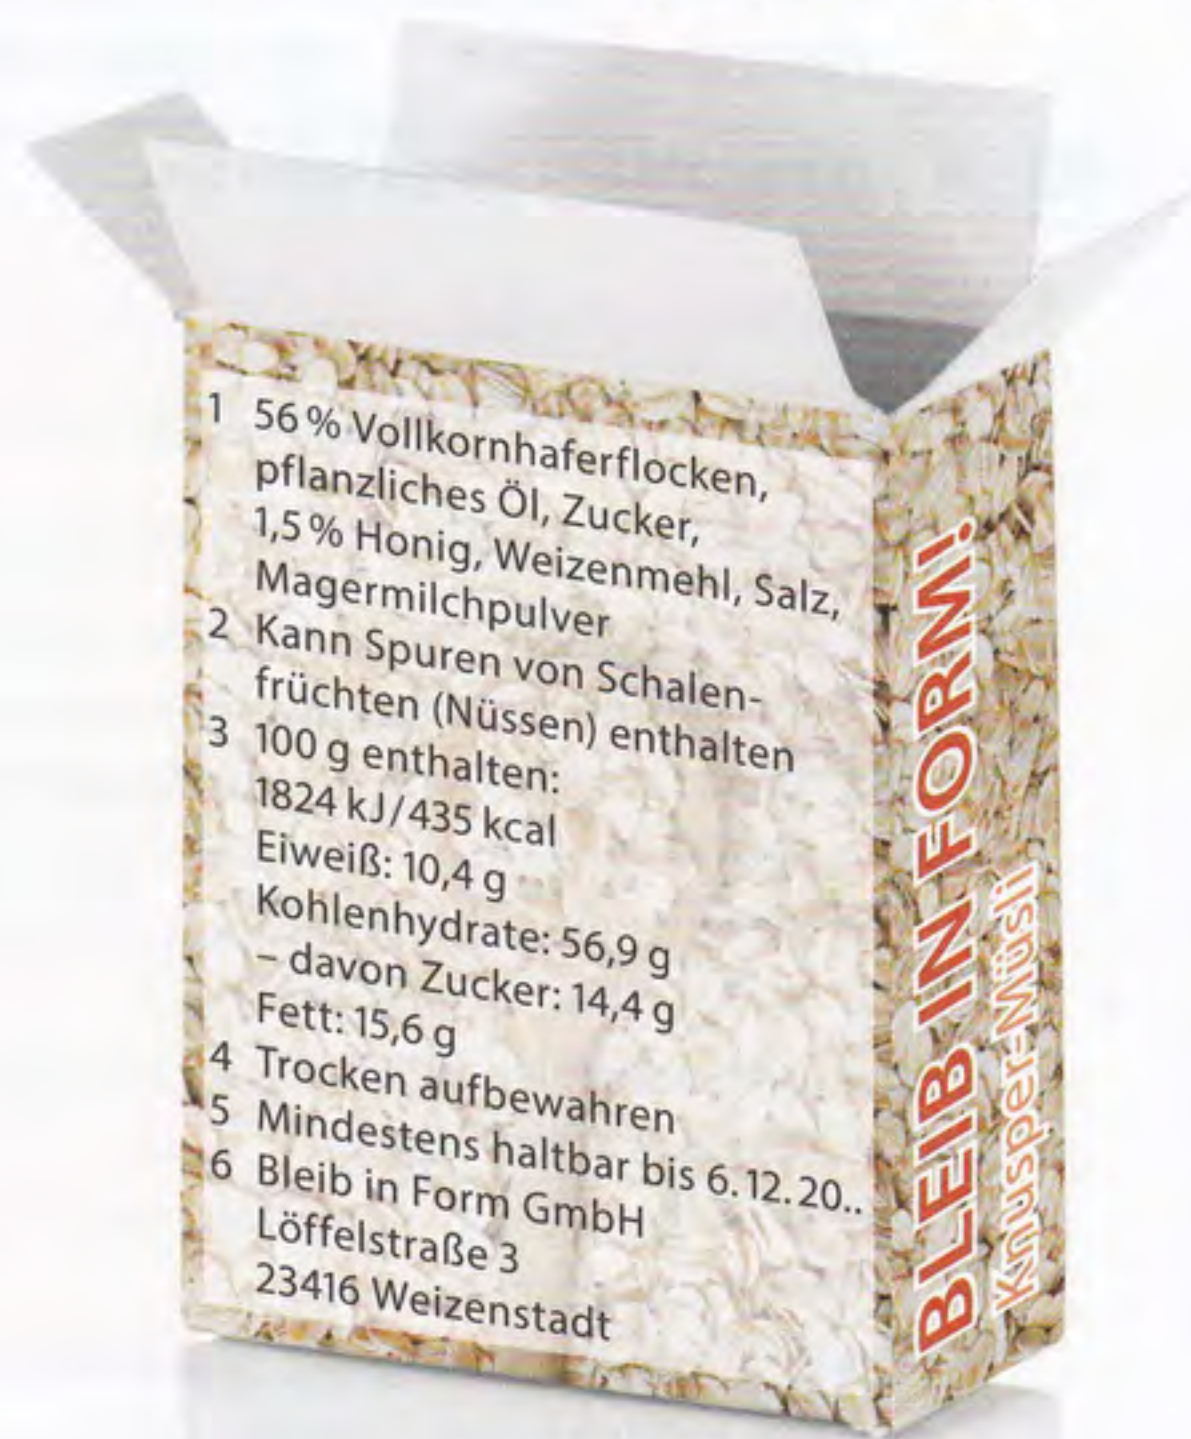 1 56 % Vollkornhaferflocken,
pflanzliches Öl, Zucker,
1,5 % Honig, Weizenmehl, Salz,
Magermilchpulver
2 Kann Spuren von Schalen-
früchten (Nüssen) enthalten
3 100 g enthalten:
1824 kJ/435 kcal
Eiweiß: 10,4 g
Kohlenhydrate: 56,9 g
– davon Zucker: 14,4 g
Fett: 15,6 g
4 Trocken aufbewahren
5 Mindestens haltbar bis 6.12.20..
6 Bleib in Form GmbH
Löffelstraße 3
23416 Weizenstadt
BLEIB IN FORM!
Knusper-Müsli